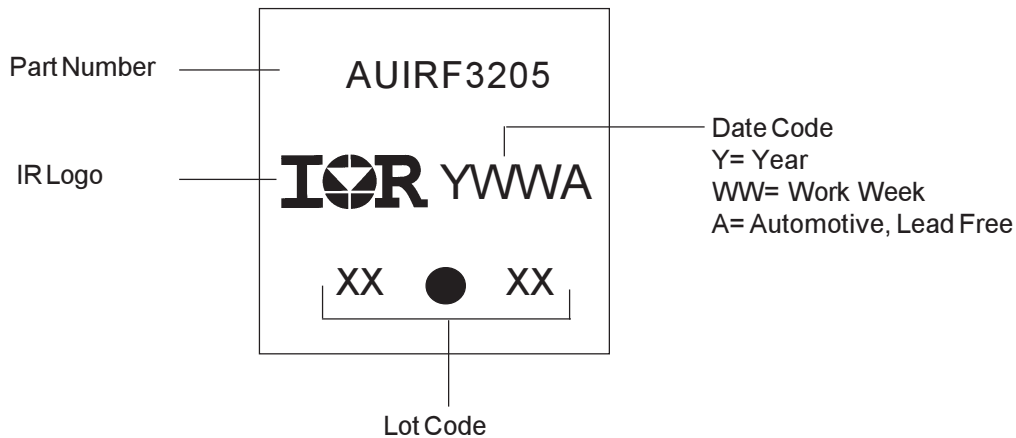 Part Number
AUIRF3205
IR Logo
IOR YWWA
Date Code
Y= Year
WW= Work Week
A= Automotive, Lead Free
XX XX
Lot Code